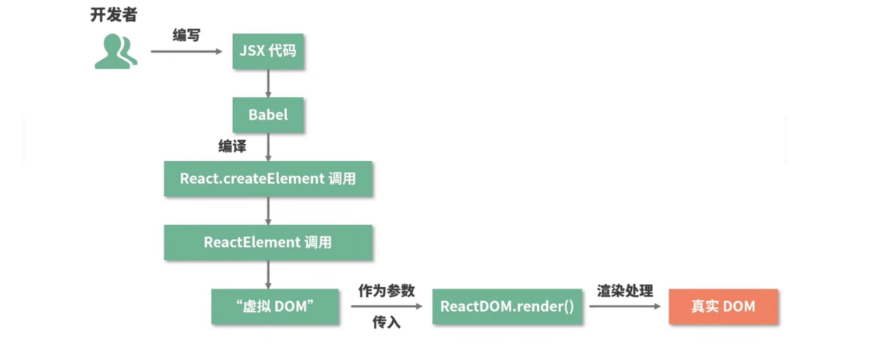 开发者
编写
JSX 代码
Babel
编译
React.createElement 调用
ReactElement 调用
“虚拟 DOM”
作为参数
传入
ReactDOM.render()
渲染处理
真实 DOM